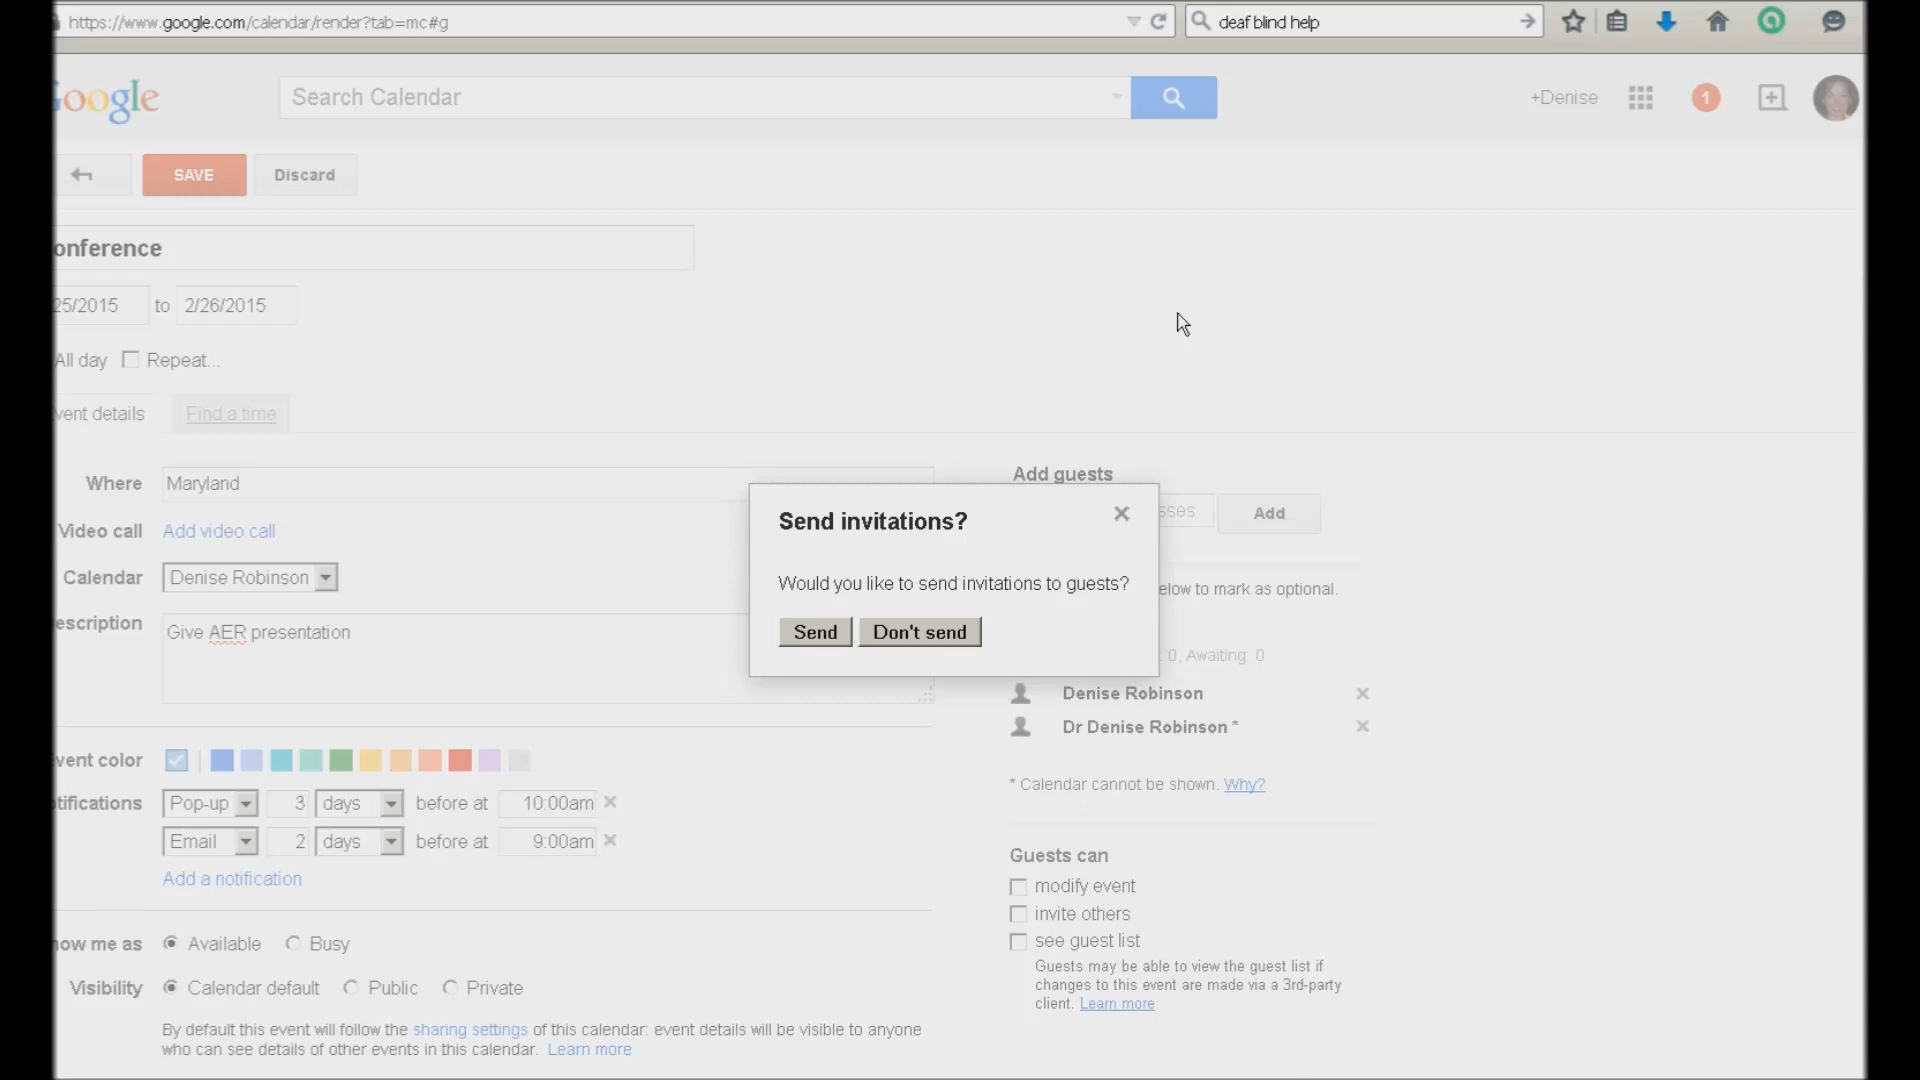 https://www.google.com/calendar/render?tab=mc#g
deaf blind help
oogle
Search Calendar
+Denise
1
SAVE
Discard
onference
25/2015 to 2/26/2015
All day Repeat...
vent details
Find a time
Where Maryland
Video call Add video call
Calendar Denise Robinson
escription Give AER presentation
vent color
tifications Pop-up 3 days before at 10:00am
Email 2 days before at 9:00am
Add a notification
ow me as Available Busy
Visibility Calendar default Public Private
By default this event will follow the sharing settings of this calendar: event details will be visible to anyone
who can see details of other events in this calendar. Learn more
Send invitations?
Would you like to send invitations to guests?
Send Don't send
Add guests
sses Add
elow to mark as optional.
: 0, Awaiting: 0
Denise Robinson
Dr Denise Robinson *
* Calendar cannot be shown. Why?
Guests can
modify event
invite others
see guest list
Guests may be able to view the guest list if
changes to this event are made via a 3rd-party
client. Learn more